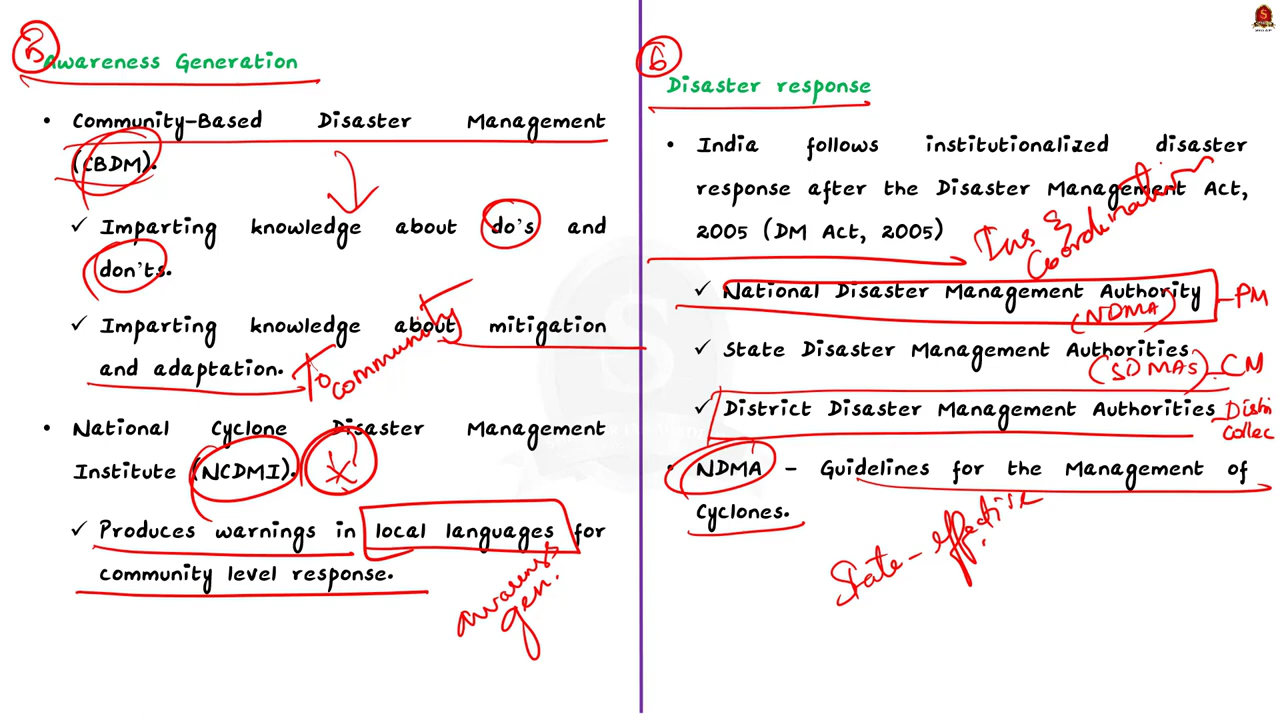 5
Awareness Generation
• Community-Based Disaster Management
(CBDM).
✓ Imparting knowledge about do's and
don'ts.
✓ Imparting knowledge about mitigation
and adaptation.
To community
• National Cyclone Disaster Management
Institute (NCDMI).
✓ Produces warnings in local languages for
community level response.
awareness
gen.
6
Disaster response
• India follows institutionalized disaster
response after the Disaster Management Act,
2005 (DM Act, 2005)
Ins &
Coordination
✓ National Disaster Management Authority
(NDMA)
- PM
✓ State Disaster Management Authorities
(SDMAs) - CM
✓ District Disaster Management Authorities
- Distri
Collec
• NDMA - Guidelines for the Management of
Cyclones.
State - effective